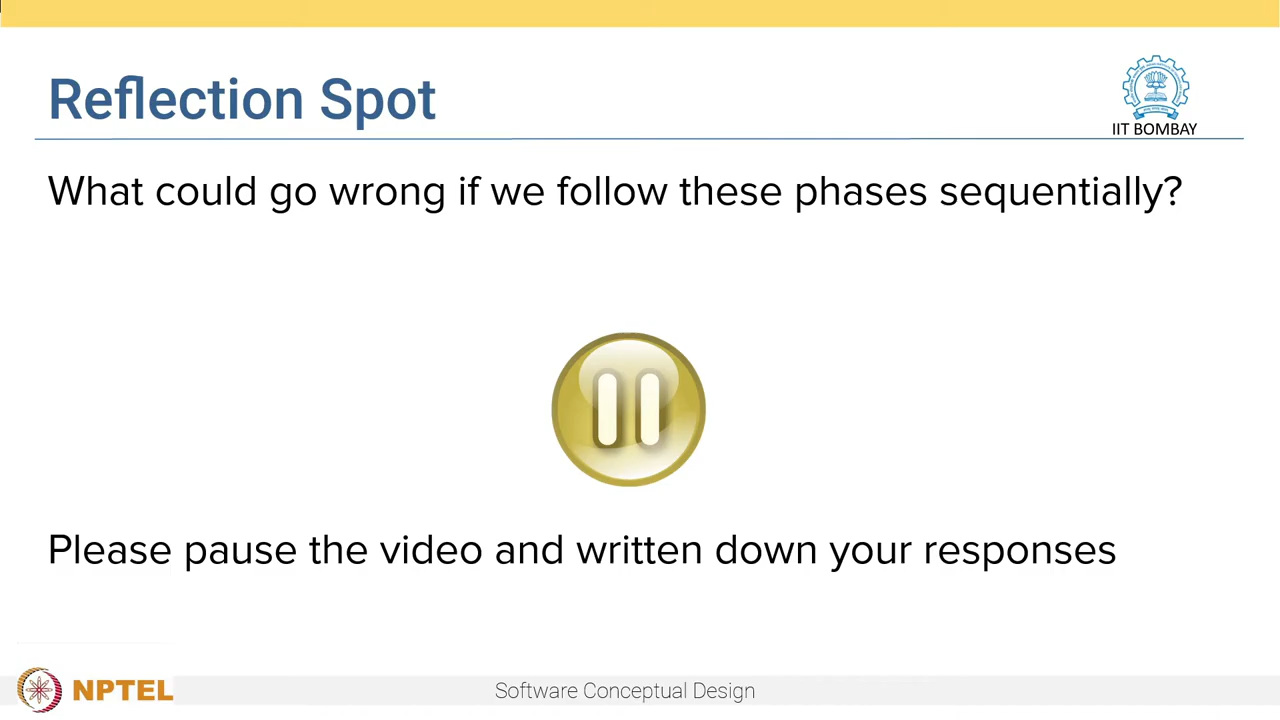 Reflection Spot
IIT BOMBAY
What could go wrong if we follow these phases sequentially?
Please pause the video and written down your responses
NPTEL
Software Conceptual Design